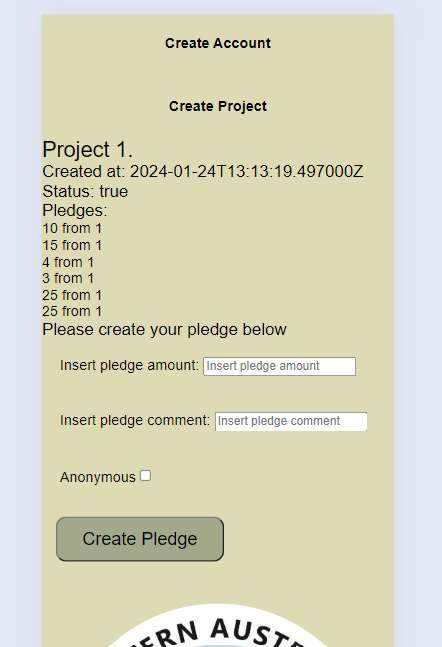 Create Account
Create Project
Project 1.
Created at: 2024-01-24T13:13:19.497000Z
Status: true
Pledges:
10 from 1
15 from 1
4 from 1
3 from 1
25 from 1
25 from 1
Please create your pledge below
Insert pledge amount: Insert pledge amount
Insert pledge comment: Insert pledge comment
Anonymous
Create Pledge